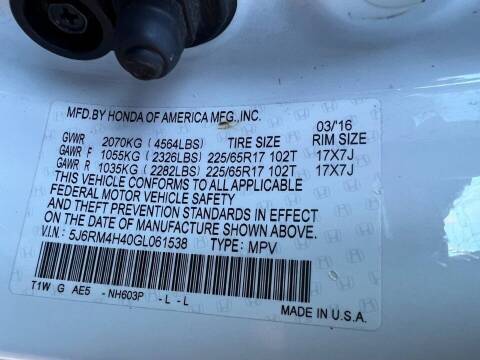 MFD.BY HONDA OF AMERICA MFG.,INC.
03/'16
GVWR 2070KG ( 4564LBS) TIRE SIZE RIM SIZE
GAWR F 1055KG ( 2326LBS) 225/65R17 102T 17X7J
GAWR R 1035KG ( 2282LBS) 225/65R17 102T 17X7J
THIS VEHICLE CONFORMS TO ALL APPLICABLE
FEDERAL MOTOR VEHICLE SAFETY
AND THEFT PREVENTION STANDARDS IN EFFECT
ON THE DATE OF MANUFACTURE SHOWN ABOVE.
V.I.N: 5J6RM4H40GL061538 TYPE: MPV
T1W G AE5 -NH603P -L -L
MADE IN U.S.A.